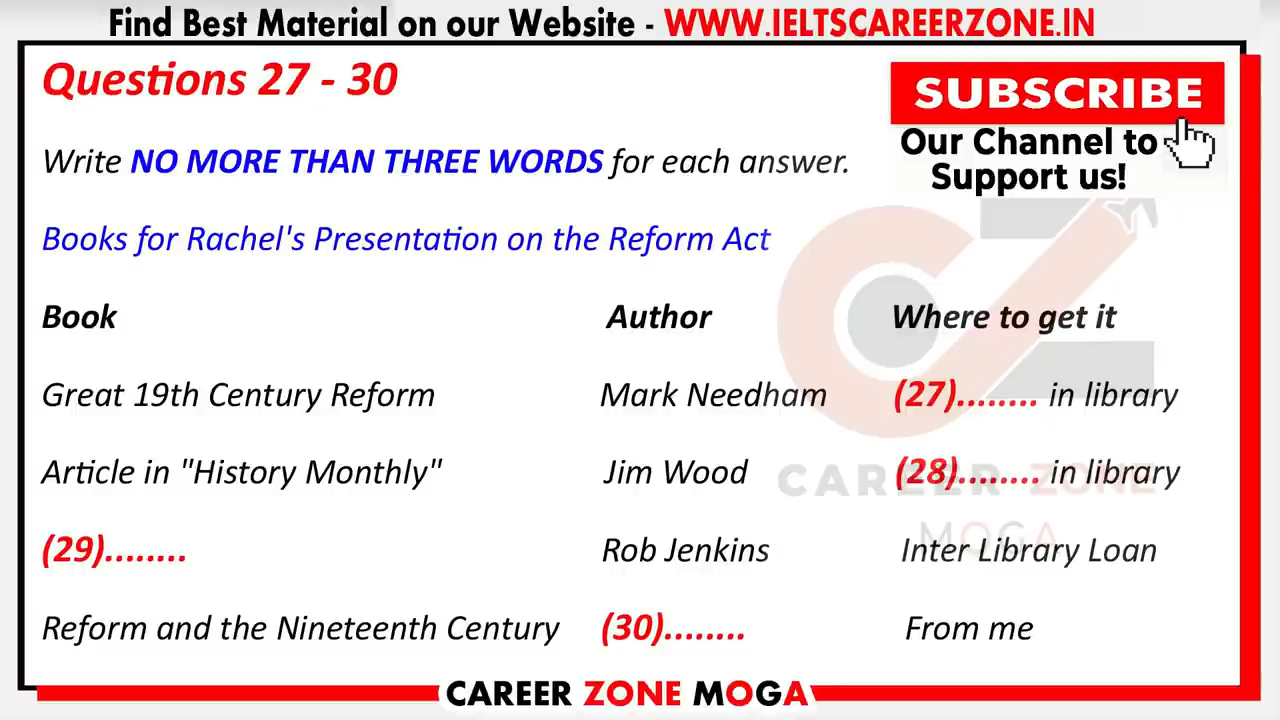 Find Best Material on our Website - WWW.IELTSCAREERZONE.IN
Questions 27 - 30
SUBSCRIBE
Our Channel to
Support us!
Write NO MORE THAN THREE WORDS for each answer.
Books for Rachel's Presentation on the Reform Act
Book Author Where to get it
Great 19th Century Reform Mark Needham (27)........ in library
Article in "History Monthly" Jim Wood (28)........ in library
CAREER ZONE
MOGA
(29)........ Rob Jenkins Inter Library Loan
Reform and the Nineteenth Century (30)........ From me
CAREER ZONE MOGA